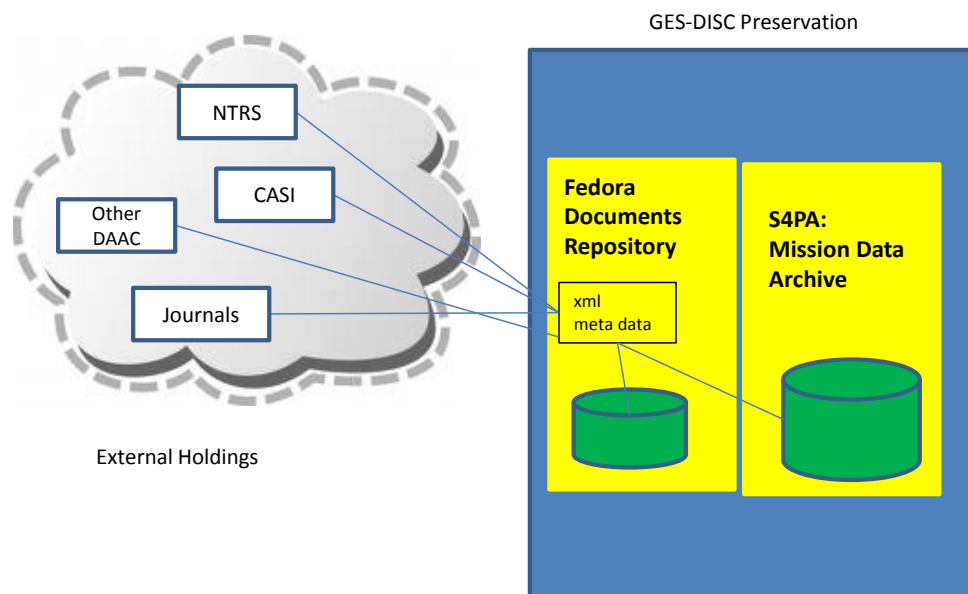 GES-DISC Preservation
NTRS
CASI
Other
DAAC
Journals
External Holdings
Fedora
Documents
Repository
xml
meta data
S4PA:
Mission Data
Archive